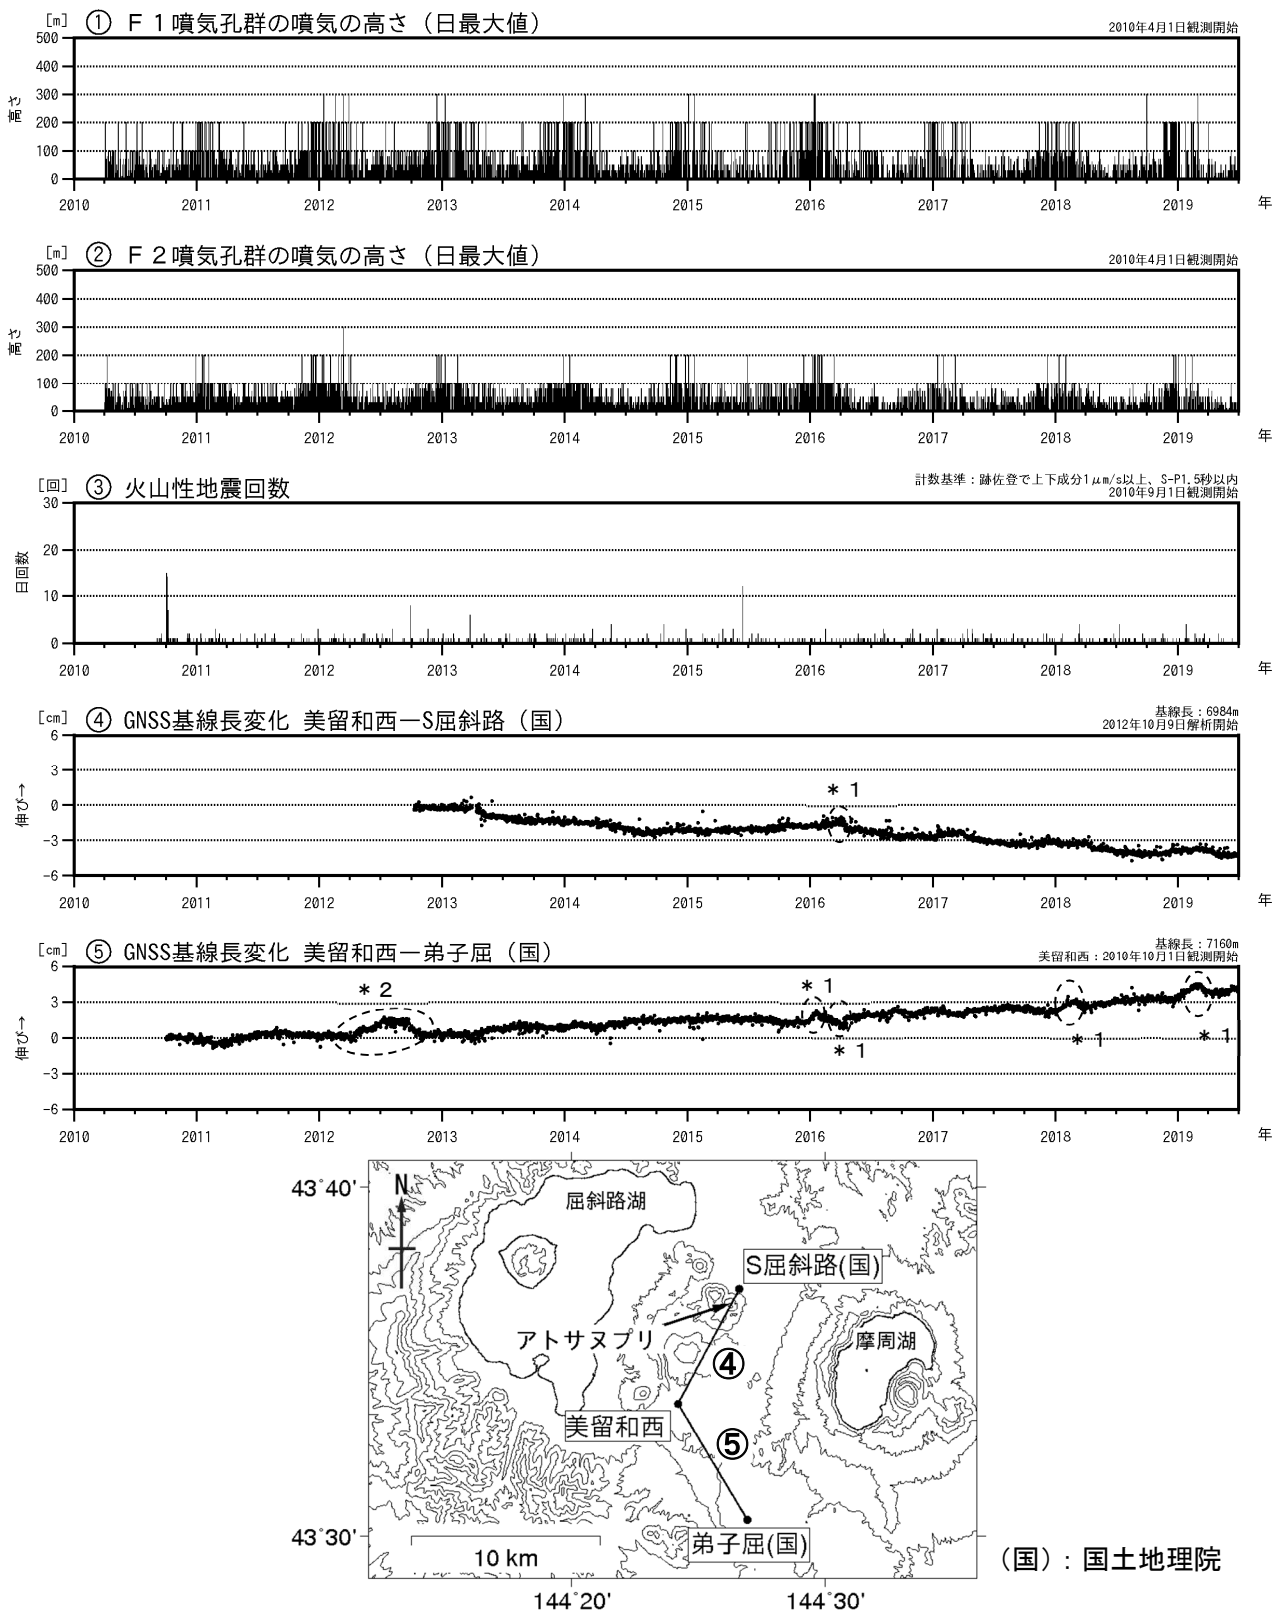 [m] ① Ｆ１噴気孔群の噴気の高さ（日最大値）
2010年4月1日観測開始
500
400
300
200
100
0
高さ
2010 2011 2012 2013 2014 2015 2016 2017 2018 2019 年
[m] ② Ｆ２噴気孔群の噴気の高さ（日最大値）
2010年4月1日観測開始
500
400
300
200
100
0
高さ
2010 2011 2012 2013 2014 2015 2016 2017 2018 2019 年
[回] ③ 火山性地震回数
計数基準：跡佐登で上下成分1μm/s以上、S-P1.5秒以内
2010年9月1日観測開始
30
20
10
0
日回数
2010 2011 2012 2013 2014 2015 2016 2017 2018 2019 年
[cm] ④ GNSS基線長変化 美留和西―S屈斜路（国）
基線長：6984m
2012年10月9日解析開始
6
3
0
-3
-6
伸び→
＊1
2010 2011 2012 2013 2014 2015 2016 2017 2018 2019 年
[cm] ⑤ GNSS基線長変化 美留和西―弟子屈（国）
基線長：7160m
美留和西：2010年10月1日観測開始
6
3
0
-3
-6
伸び→
＊2
＊1
＊1
＊1
＊1
2010 2011 2012 2013 2014 2015 2016 2017 2018 2019 年
43°40'
N
屈斜路湖
S屈斜路(国)
アトサヌプリ
摩周湖
④
美留和西
⑤
43°30'
弟子屈(国)
10 km
（国）：国土地理院
144°20' 144°30'